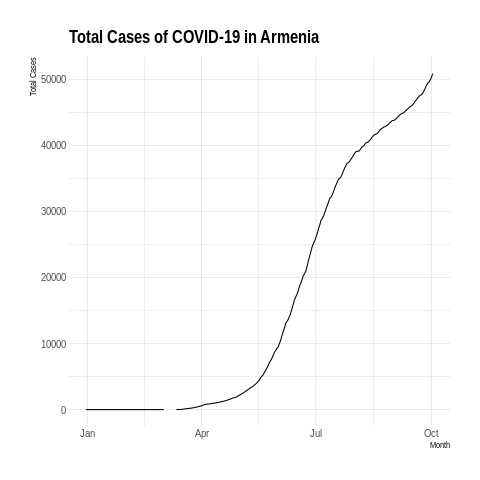 Total Cases of COVID-19 in Armenia
Total Cases
50000
40000
30000
20000
10000
0
Jan Apr Jul Oct
Month